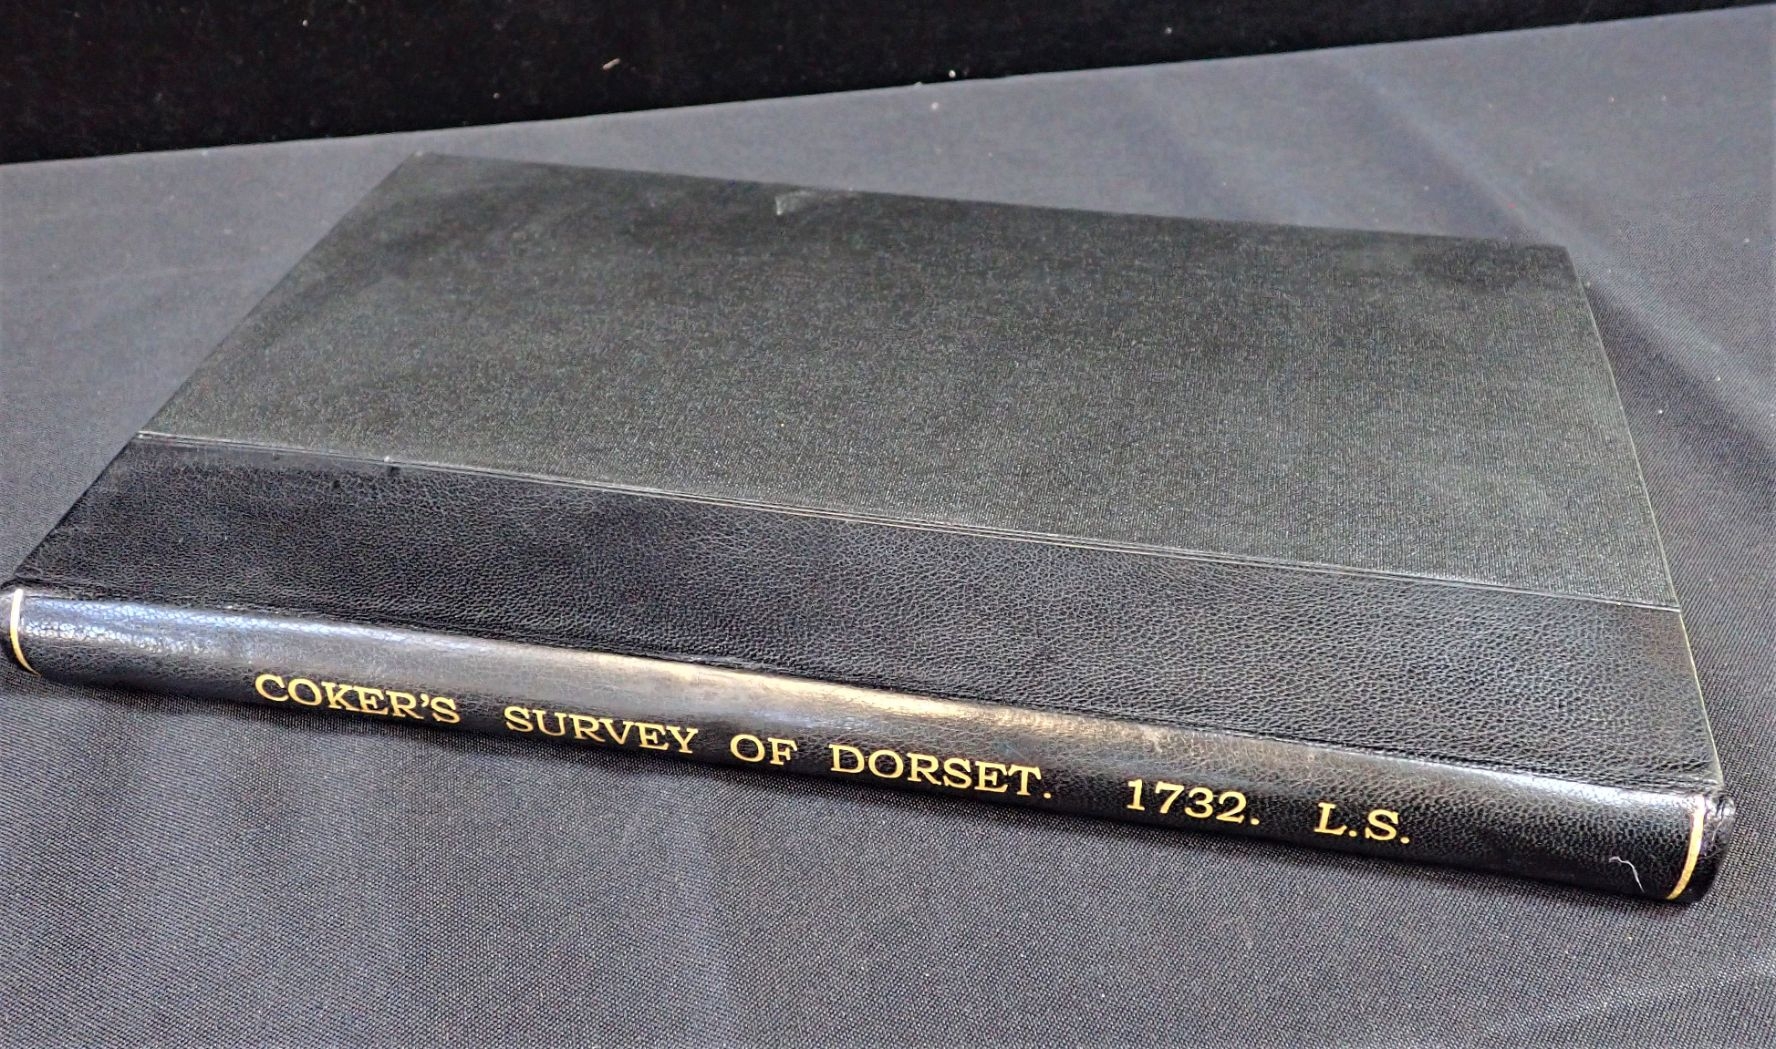 COKER'S SURVEY OF DORSET. 1732. L.S.